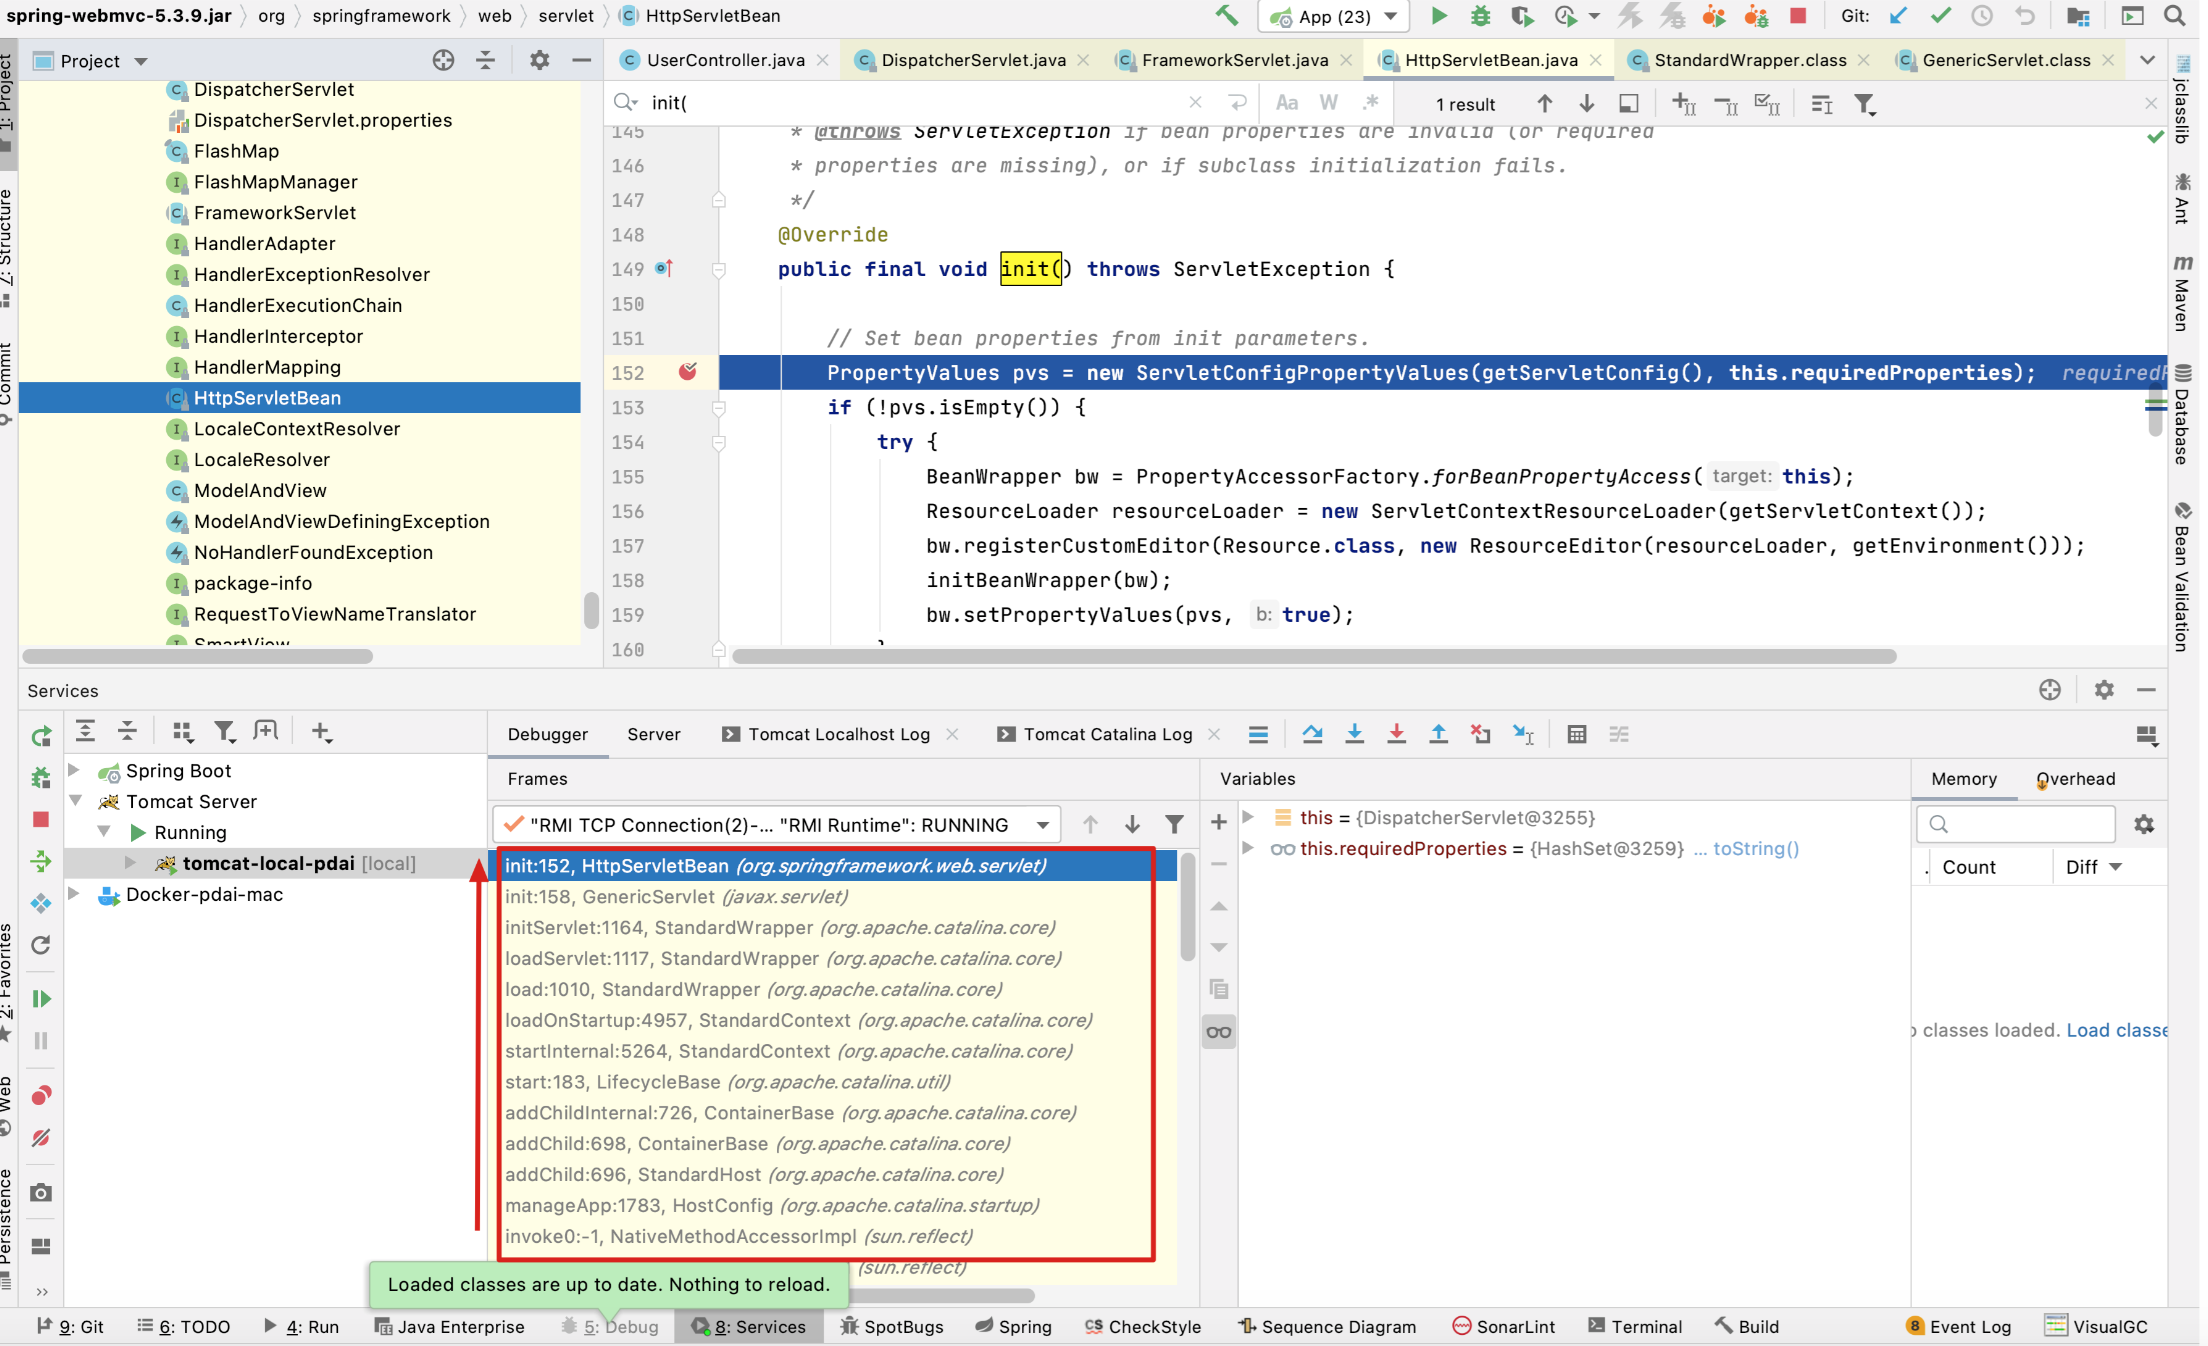 spring-webmvc-5.3.9.jar org springframework web servlet HttpServletBean
App (23)
Git:
Project
UserController.java
DispatcherServlet.java
FrameworkServlet.java
HttpServletBean.java
StandardWrapper.class
GenericServlet.class
init(
Aa W .*
1 result
1: Project
7: Structure
Commit
2: Favorites
Web
Persistence
DispatcherServlet
DispatcherServlet.properties
FlashMap
FlashMapManager
FrameworkServlet
HandlerAdapter
HandlerExceptionResolver
HandlerExecutionChain
HandlerInterceptor
HandlerMapping
HttpServletBean
LocaleContextResolver
LocaleResolver
ModelAndView
ModelAndViewDefiningException
NoHandlerFoundException
package-info
RequestToViewNameTranslator
SmartView
145 * @throws ServletException if bean properties are invalid (or required
146 * properties are missing), or if subclass initialization fails.
147 */
148 @Override
149 public final void init() throws ServletException {
150
151 // Set bean properties from init parameters.
152 PropertyValues pvs = new ServletConfigPropertyValues(getServletConfig(), this.requiredProperties);
153 if (!pvs.isEmpty()) {
154 try {
155 BeanWrapper bw = PropertyAccessorFactory.forBeanPropertyAccess( target: this);
156 ResourceLoader resourceLoader = new ServletContextResourceLoader(getServletContext());
157 bw.registerCustomEditor(Resource.class, new ResourceEditor(resourceLoader, getEnvironment()));
158 initBeanWrapper(bw);
159 bw.setPropertyValues(pvs, b: true);
160
jclasslib
Ant
Maven
Database
Bean Validation
Services
Spring Boot
Tomcat Server
Running
tomcat-local-pdai [local]
Docker-pdai-mac
Debugger
Server
Tomcat Localhost Log
Tomcat Catalina Log
Frames
"RMI TCP Connection(2)-... "RMI Runtime": RUNNING
init:152, HttpServletBean (org.springframework.web.servlet)
init:158, GenericServlet (javax.servlet)
initServlet:1164, StandardWrapper (org.apache.catalina.core)
loadServlet:1117, StandardWrapper (org.apache.catalina.core)
load:1010, StandardWrapper (org.apache.catalina.core)
loadOnStartup:4957, StandardContext (org.apache.catalina.core)
startInternal:5264, StandardContext (org.apache.catalina.core)
start:183, LifecycleBase (org.apache.catalina.util)
addChildInternal:726, ContainerBase (org.apache.catalina.core)
addChild:698, ContainerBase (org.apache.catalina.core)
addChild:696, StandardHost (org.apache.catalina.core)
manageApp:1783, HostConfig (org.apache.catalina.startup)
invoke0:-1, NativeMethodAccessorImpl (sun.reflect)
(sun.reflect)
Loaded classes are up to date. Nothing to reload.
Variables
this = {DispatcherServlet@3255}
this.requiredProperties = {HashSet@3259} ... toString()
Memory
Overhead
Count
Diff
classes loaded. Load classe
9: Git
6: TODO
4: Run
Java Enterprise
5: Debug
8: Services
SpotBugs
Spring
CheckStyle
Sequence Diagram
SonarLint
Terminal
Build
8 Event Log
VisualGC